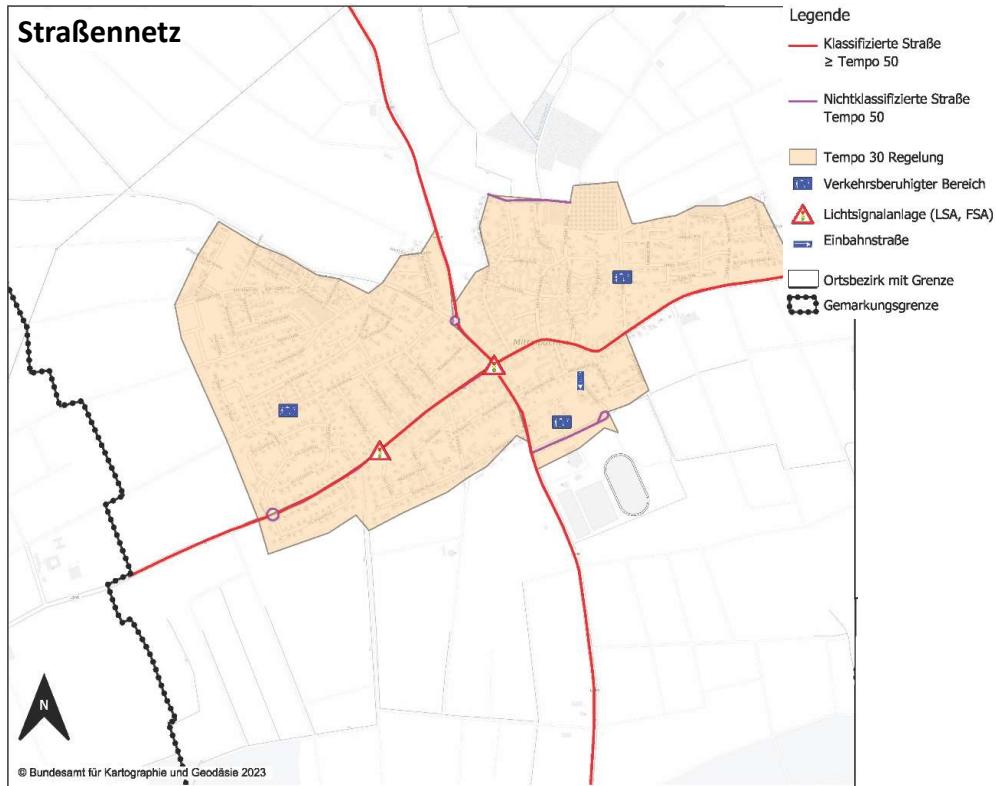 Straßennetz
Legende
Klassifizierte Straße
≥ Tempo 50
Nichtklassifizierte Straße
Tempo 50
Tempo 30 Regelung
Verkehrsberuhigter Bereich
Lichtsignalanlage (LSA, FSA)
Einbahnstraße
Ortsbezirk mit Grenze
Gemarkungsgrenze
N
© Bundesamt für Kartographie und Geodäsie 2023